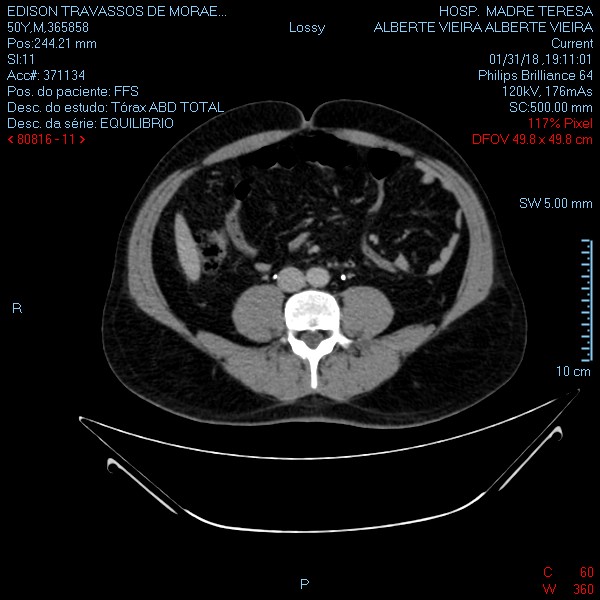 EDISON TRAVASSOS DE MORAE...
50Y,M,365858
Pos:244.21 mm
SI:11
Acc#: 371134
Pos. do paciente: FFS
Desc. do estudo: Tórax ABD TOTAL
Desc. da série: EQUILIBRIO
< 80816 - 11 >
Lossy
HOSP. MADRE TERESA
ALBERTE VIEIRA ALBERTE VIEIRA
Current
01/31/18 ,19:11:01
Philips Brilliance 64
120kV, 176mAs
SC:500.00 mm
117% Pixel
DFOV 49.8 x 49.8 cm
SW 5.00 mm
R
10 cm
P
C 60
W 360